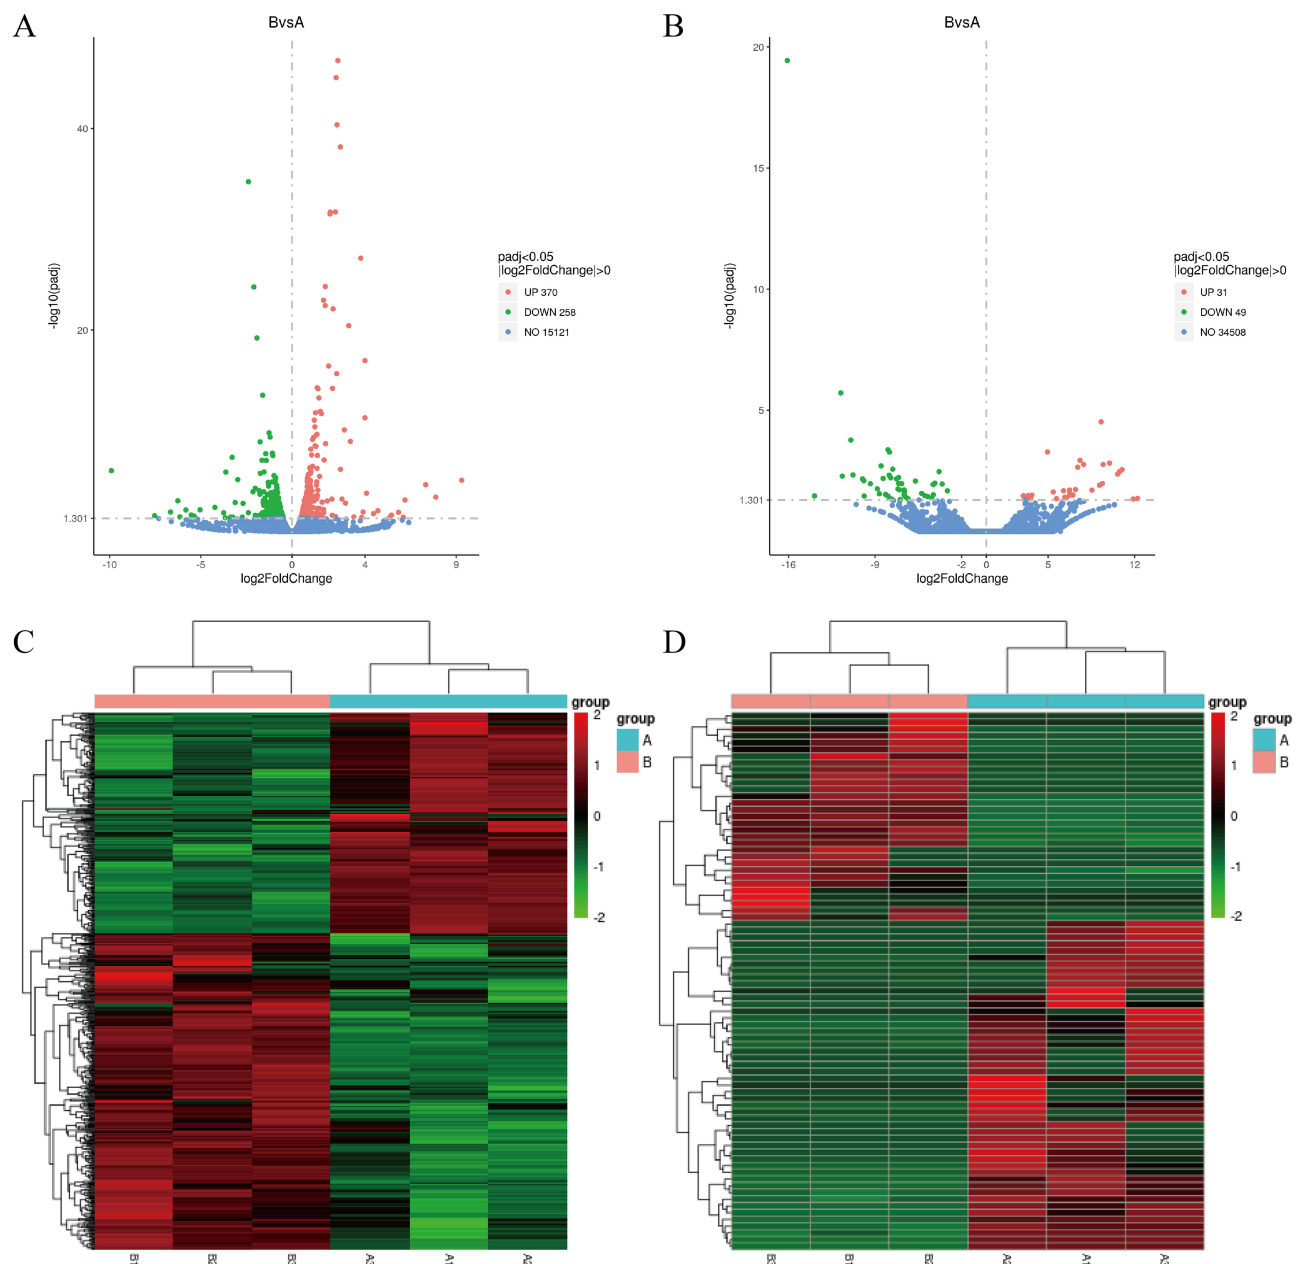 A
BvsA
40
20
1.301
-log10(padj)
-10
-5
0
4
9
log2FoldChange
padj<0.05
|log2FoldChange|>0
UP 370
DOWN 258
NO 15121
B
BvsA
20
15
10
5
1.301
-log10(padj)
-16
-9
-2
0
5
12
log2FoldChange
padj<0.05
|log2FoldChange|>0
UP 31
DOWN 49
NO 34508
C
group
2
1
0
-1
-2
group
A
B
D
group
2
1
0
-1
-2
group
A
B